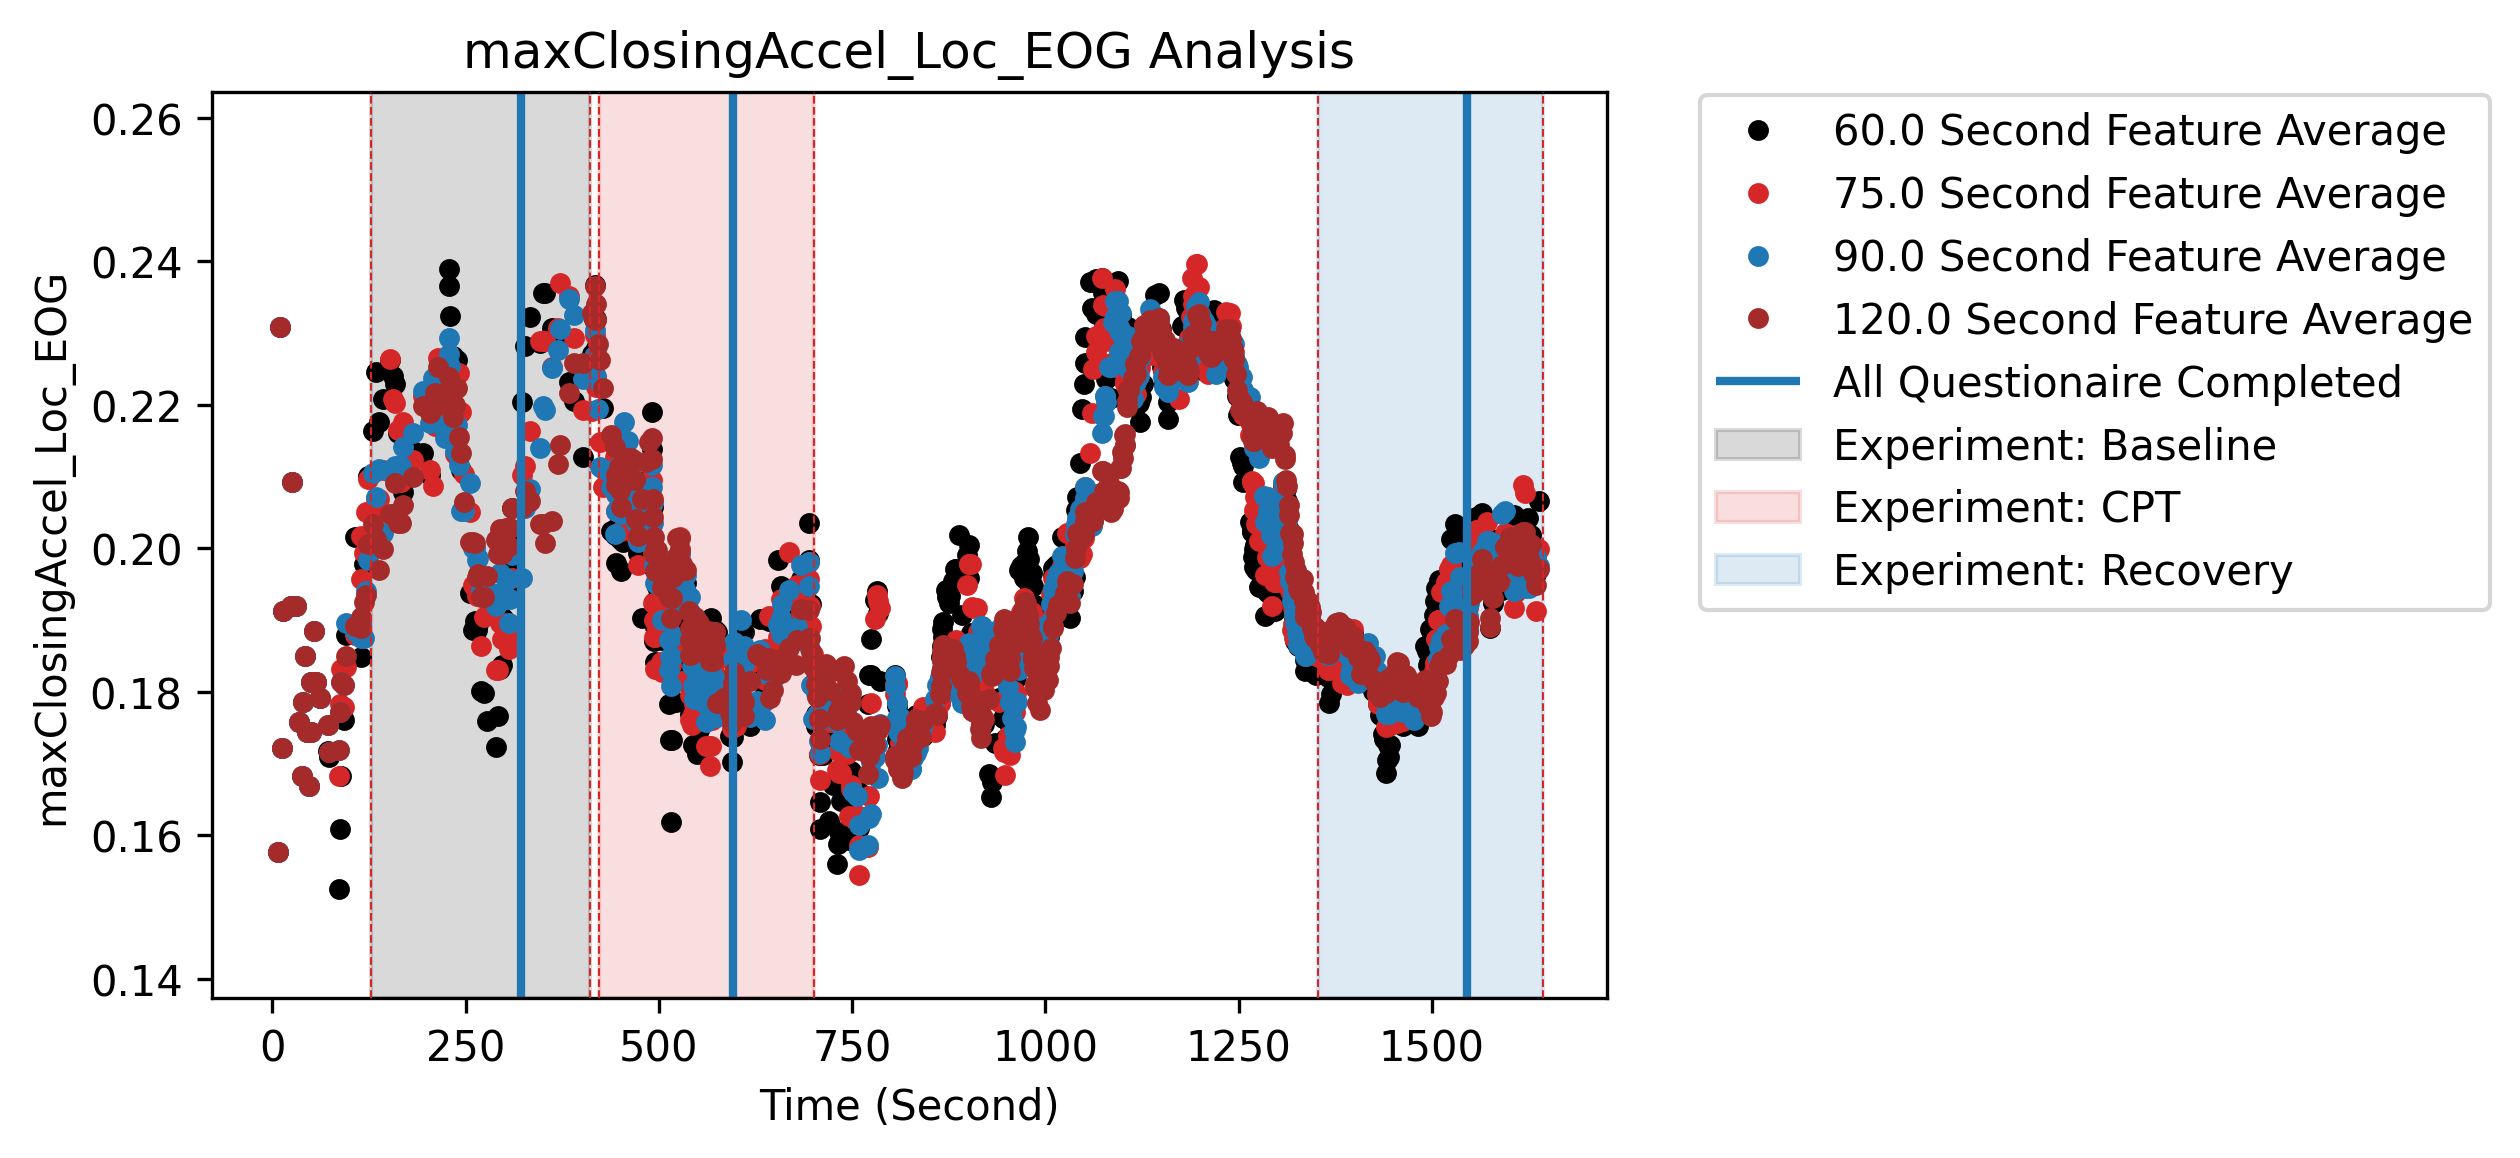 maxClosingAccel_Loc_EOG Analysis
maxClosingAccel_Loc_EOG
0.26
0.24
0.22
0.20
0.18
0.16
0.14
0
250
500
750
1000
1250
1500
Time (Second)
60.0 Second Feature Average
75.0 Second Feature Average
90.0 Second Feature Average
120.0 Second Feature Average
All Questionaire Completed
Experiment: Baseline
Experiment: CPT
Experiment: Recovery